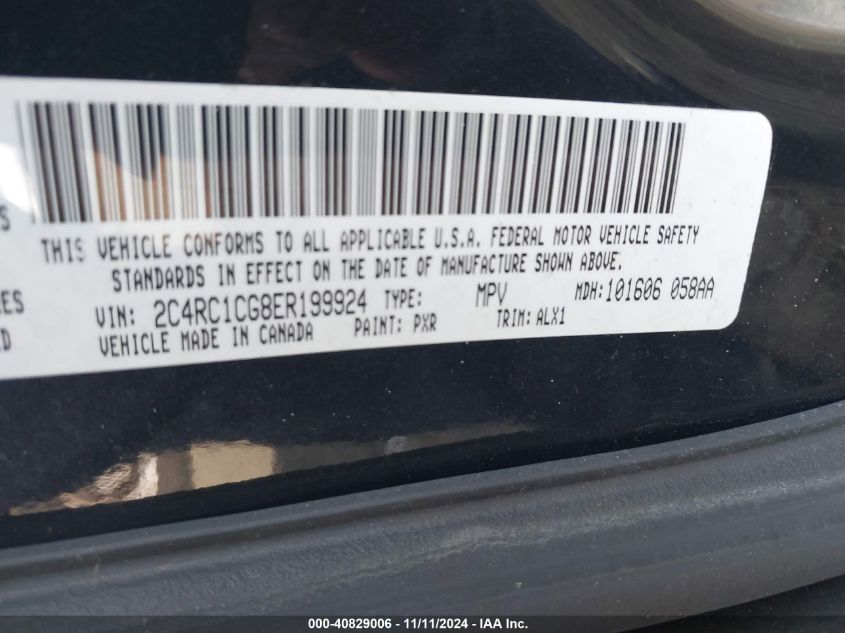 S
THIS VEHICLE CONFORMS TO ALL APPLICABLE U.S.A. FEDERAL MOTOR VEHICLE SAFETY
STANDARDS IN EFFECT ON THE DATE OF MANUFACTURE SHOWN ABOVE.
ES VIN: 2C4RC1CG8ER199924 TYPE: MPV MDH:101606 058AA
D VEHICLE MADE IN CANADA PAINT: PXR TRIM: ALX1
000-40829006 - 11/11/2024 - IAA Inc.